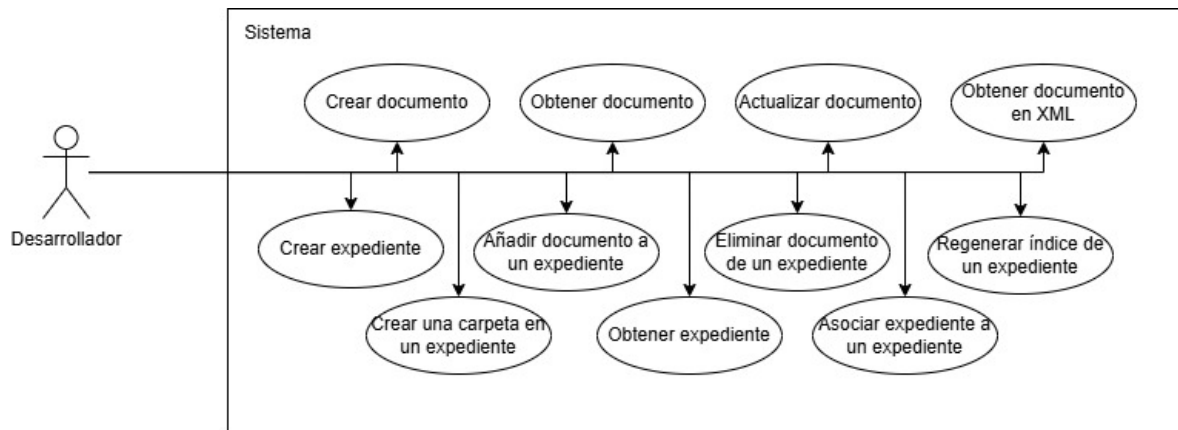 Sistema
Crear documento
Obtener documento
Actualizar documento
Obtener documento
en XML
Desarrollador
Crear expediente
Añadir documento a
un expediente
Eliminar documento
de un expediente
Regenerar índice de
un expediente
Crear una carpeta en
un expediente
Obtener expediente
Asociar expediente a
un expediente